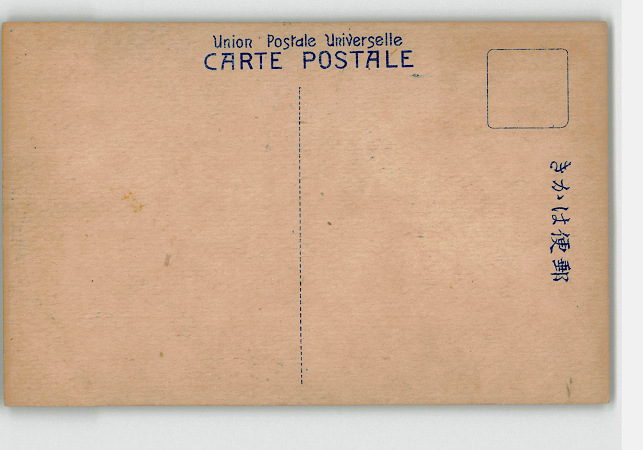 Union Postale Universelle
CARTE POSTALE
きかは便郵